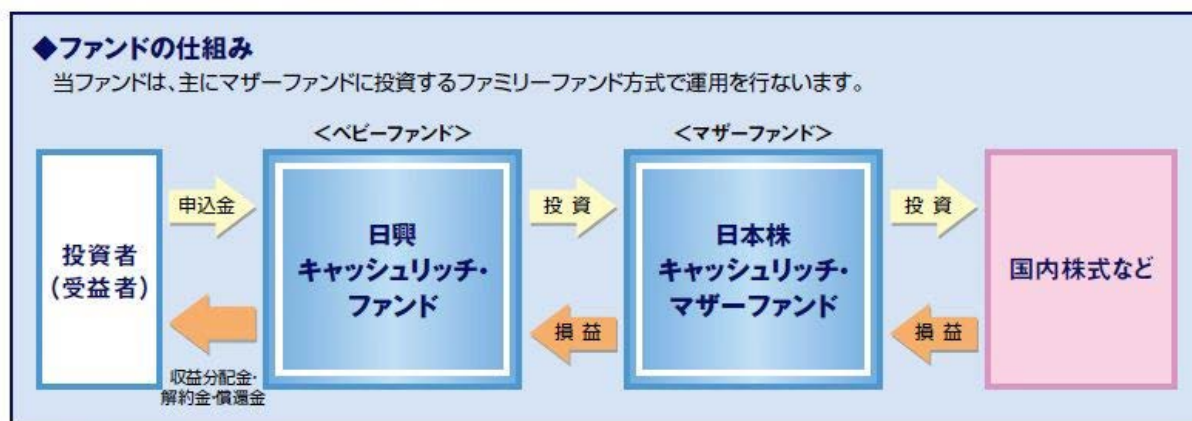 ◆ファンドの仕組み
当ファンドは、主にマザーファンドに投資するファミリーファンド方式で運用を行ないます。
＜ベビーファンド＞
＜マザーファンド＞
投資者
(受益者)
申込金
収益分配金・
解約金・償還金
日興
キャッシュリッチ・
ファンド
投 資
損 益
日本株
キャッシュリッチ・
マザーファンド
投 資
損 益
国内株式など